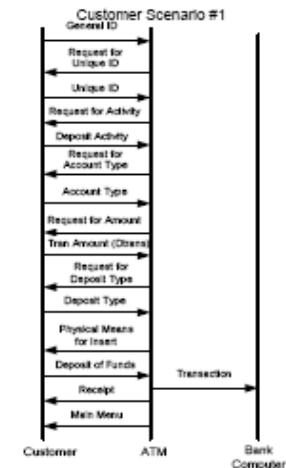 Customer Scenario #1
General ID
Request for
Unique ID
Unique ID
Request for Activity
Deposit Activity
Request for
Account Type
Account Type
Request for Amount
Tran Amount
Request for
Deposit Type
Deposit Type
Physical Means
for Insert
Deposit of Funds
Transaction
Receipt
Main Menu
Customer
ATM
Bank
Computer